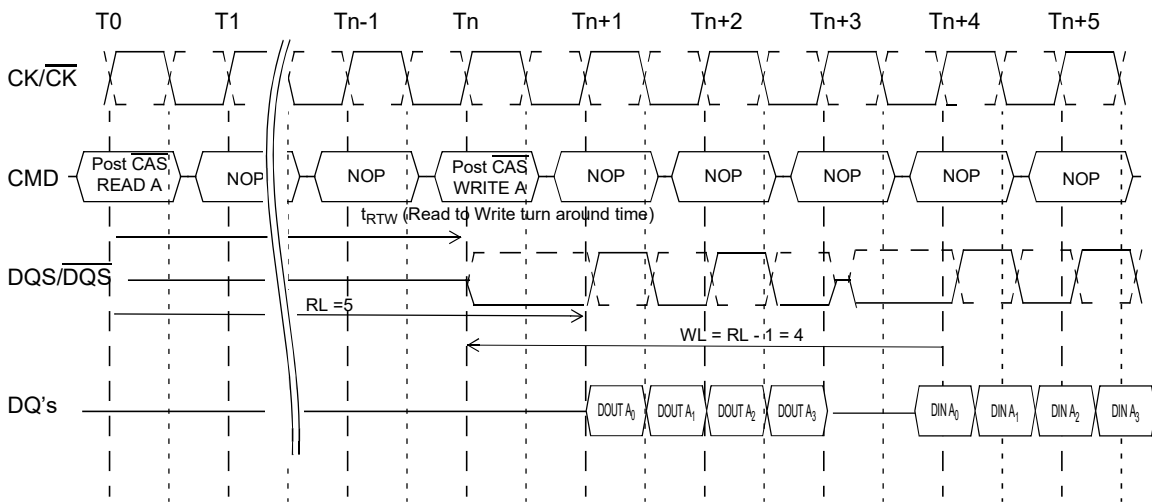 T0 T1 Tn-1 Tn Tn+1 Tn+2 Tn+3 Tn+4 Tn+5
CK/CK
CMD Post CAS READ A NOP NOP Post CAS WRITE A NOP NOP NOP NOP NOP
tRTW (Read to Write turn around time)
DQS/DQS
RL =5
WL = RL - 1 = 4
DQ's DOUT A0 DOUT A1 DOUT A2 DOUT A3 DIN A0 DIN A1 DIN A2 DIN A3